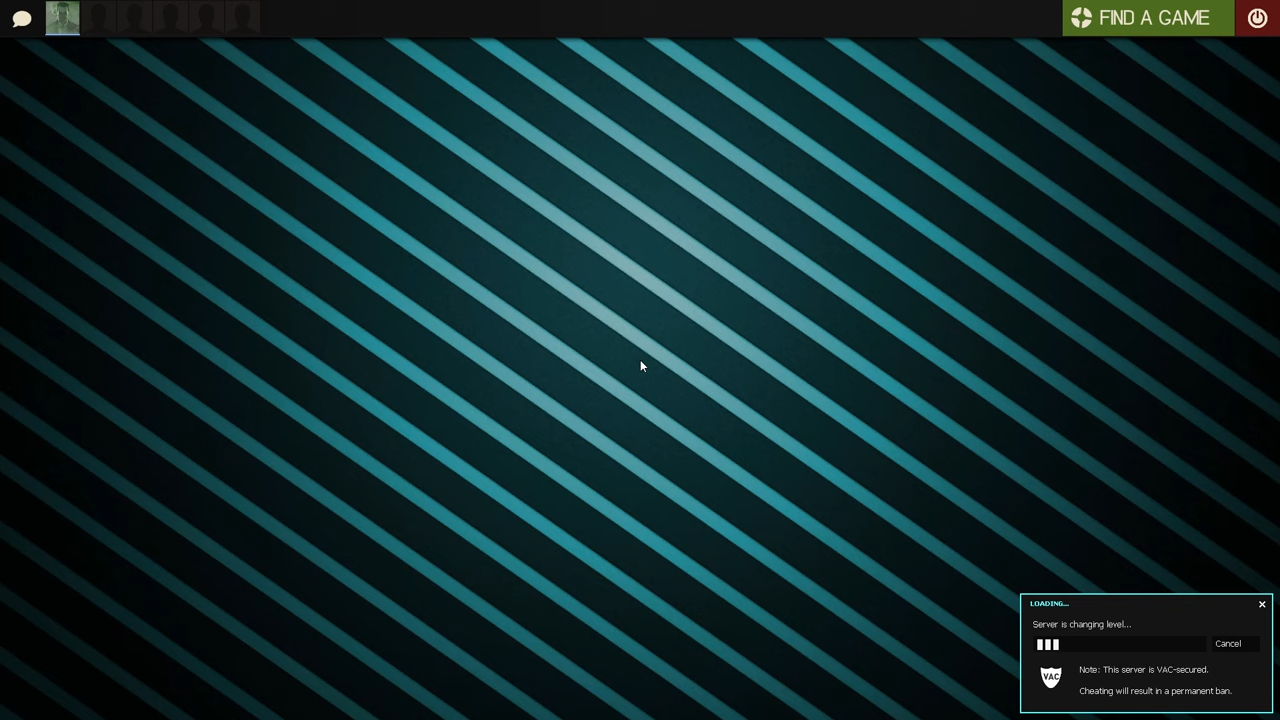 FIND A GAME
LOADING...
Server is changing level...
Cancel
VAC
Note: This server is VAC-secured.
Cheating will result in a permanent ban.